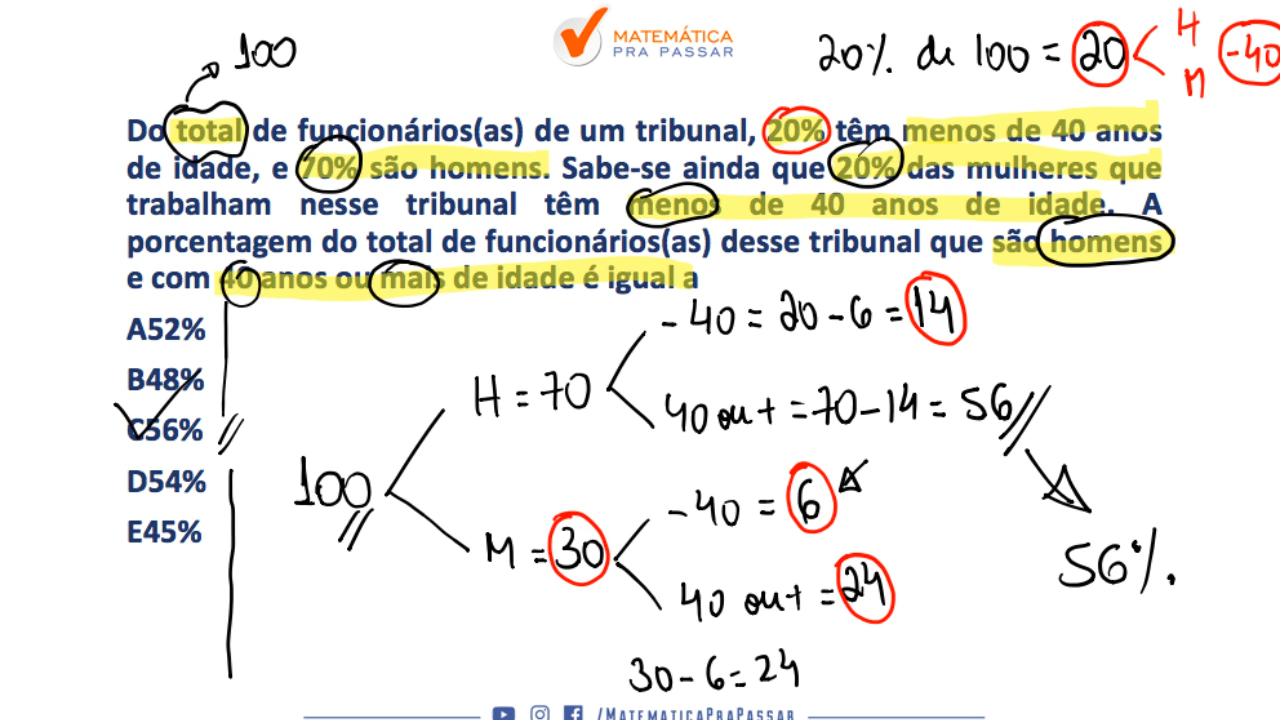 100
MATEMÁTICA
PRA PASSAR
20% de 100 = 20 < H -40
M
Do total de funcionários(as) de um tribunal, 20% têm menos de 40 anos
de idade, e 70% são homens. Sabe-se ainda que 20% das mulheres que
trabalham nesse tribunal têm menos de 40 anos de idade. A
porcentagem do total de funcionários(as) desse tribunal que são homens
e com 40 anos ou mais de idade é igual a
A52%
B48%
C56%
D54%
E45%
-40 = 20-6 = 14
H = 70
40 ou + = 70-14 = 56
100
-40 = 6
M = 30
40 ou + = 24
56%.
30-6=24
/MATEMATICAPRAPASSAR